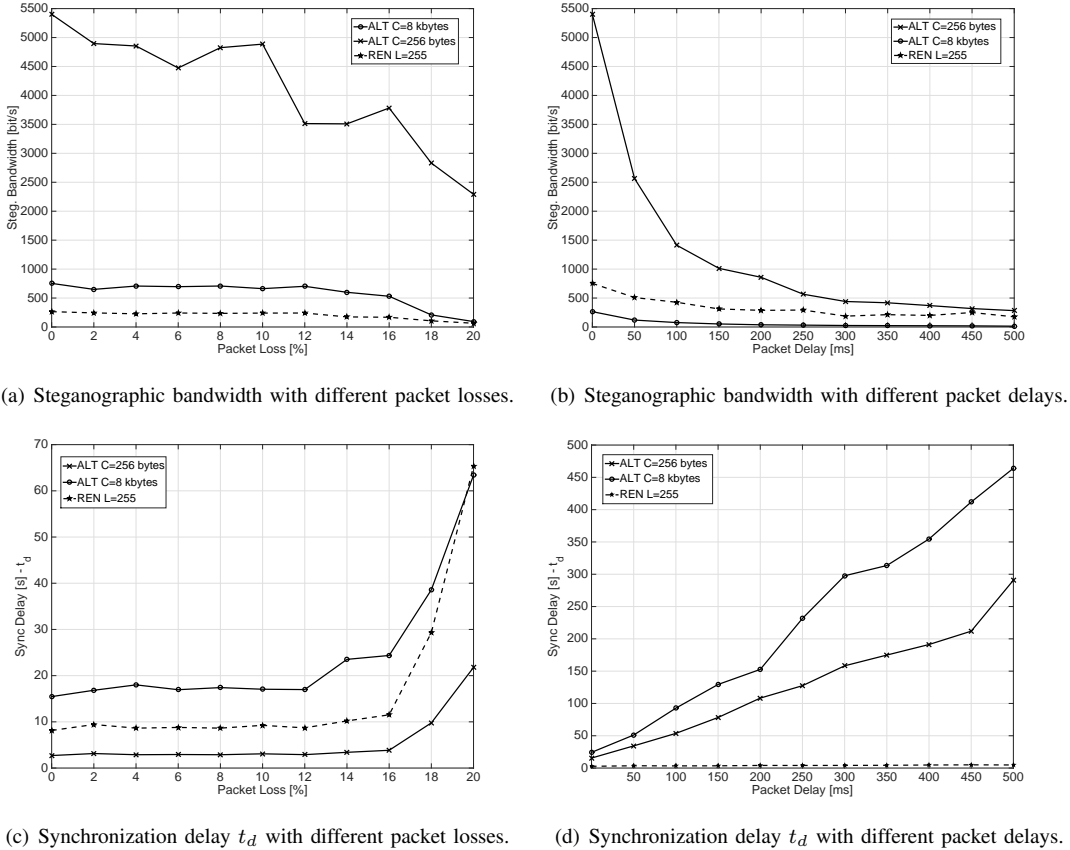 5500
5000
4500
4000
3500
3000
2500
2000
1500
1000
500
0
Steg. Bandwidth [bit/s]
ALT C=8 kbytes
ALT C=256 bytes
REN L=255
0 2 4 6 8 10 12 14 16 18 20
Packet Loss [%]
(a) Steganographic bandwidth with different packet losses.
5500
5000
4500
4000
3500
3000
2500
2000
1500
1000
500
0
Steg. Bandwidth [bit/s]
ALT C=256 bytes
ALT C=8 kbytes
REN L=255
0 50 100 150 200 250 300 350 400 450 500
Packet Delay [ms]
(b) Steganographic bandwidth with different packet delays.
70
60
50
40
30
20
10
0
Sync Delay [s] - t_d
ALT C=256 bytes
ALT C=8 kbytes
REN L=255
0 2 4 6 8 10 12 14 16 18 20
Packet Loss [%]
(c) Synchronization delay t_d with different packet losses.
500
450
400
350
300
250
200
150
100
50
0
Sync Delay [s] - t_d
ALT C=256 bytes
ALT C=8 kbytes
REN L=255
50 100 150 200 250 300 350 400 450 500
Packet Delay [ms]
(d) Synchronization delay t_d with different packet delays.